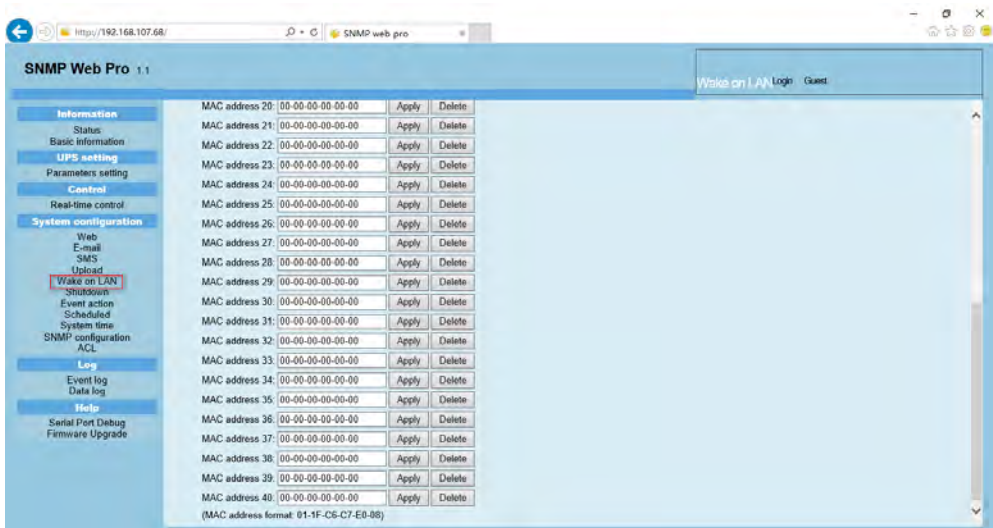 http://192.168.107.68/
SNMP web pro
SNMP Web Pro 1.1
Wake on LAN Login Guest
Information
Status
Basic information
UPS setting
Parameters setting
Control
Real-time control
System configuration
Web
E-mail
SMS
Upload
Wake on LAN
Shutdown
Event action
Scheduled
System time
SNMP configuration
ACL
Log
Event log
Data log
Help
Serial Port Debug
Firmware Upgrade
MAC address 20: 00-00-00-00-00-00 Apply Delete
MAC address 21: 00-00-00-00-00-00 Apply Delete
MAC address 22: 00-00-00-00-00-00 Apply Delete
MAC address 23: 00-00-00-00-00-00 Apply Delete
MAC address 24: 00-00-00-00-00-00 Apply Delete
MAC address 25: 00-00-00-00-00-00 Apply Delete
MAC address 26: 00-00-00-00-00-00 Apply Delete
MAC address 27: 00-00-00-00-00-00 Apply Delete
MAC address 28: 00-00-00-00-00-00 Apply Delete
MAC address 29: 00-00-00-00-00-00 Apply Delete
MAC address 30: 00-00-00-00-00-00 Apply Delete
MAC address 31: 00-00-00-00-00-00 Apply Delete
MAC address 32: 00-00-00-00-00-00 Apply Delete
MAC address 33: 00-00-00-00-00-00 Apply Delete
MAC address 34: 00-00-00-00-00-00 Apply Delete
MAC address 35: 00-00-00-00-00-00 Apply Delete
MAC address 36: 00-00-00-00-00-00 Apply Delete
MAC address 37: 00-00-00-00-00-00 Apply Delete
MAC address 38: 00-00-00-00-00-00 Apply Delete
MAC address 39: 00-00-00-00-00-00 Apply Delete
MAC address 40: 00-00-00-00-00-00 Apply Delete
(MAC address format: 01-1F-C6-C7-E0-08)